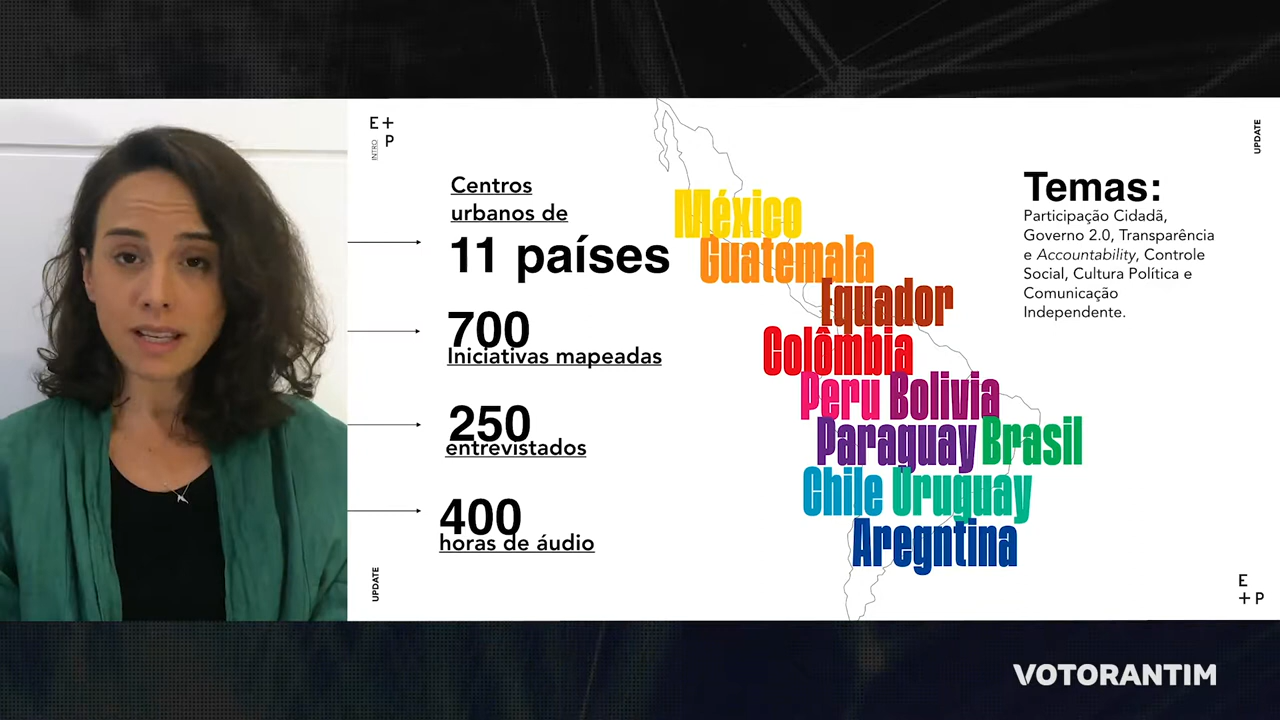 E+
P
INTRO
UPDATE
Centros
urbanos de
11 países
700
Iniciativas mapeadas
250
entrevistados
400
horas de áudio
UPDATE
México
Guatemala
Equador
Colômbia
Peru Bolivia
Paraguay Brasil
Chile Uruguay
Aregntina
Temas:
Participação Cidadã,
Governo 2.0, Transparência
e Accountability, Controle
Social, Cultura Política e
Comunicação
Independente.
E
+P
VOTORANTIM